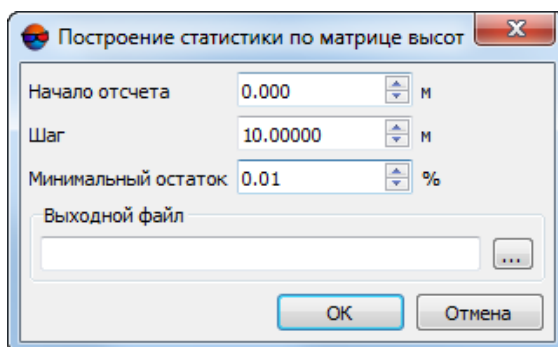 Построение статистики по матрице высот
Начало отсчета 0.000 м
Шаг 10.00000 м
Минимальный остаток 0.01 %
Выходной файл
...
OK Отмена